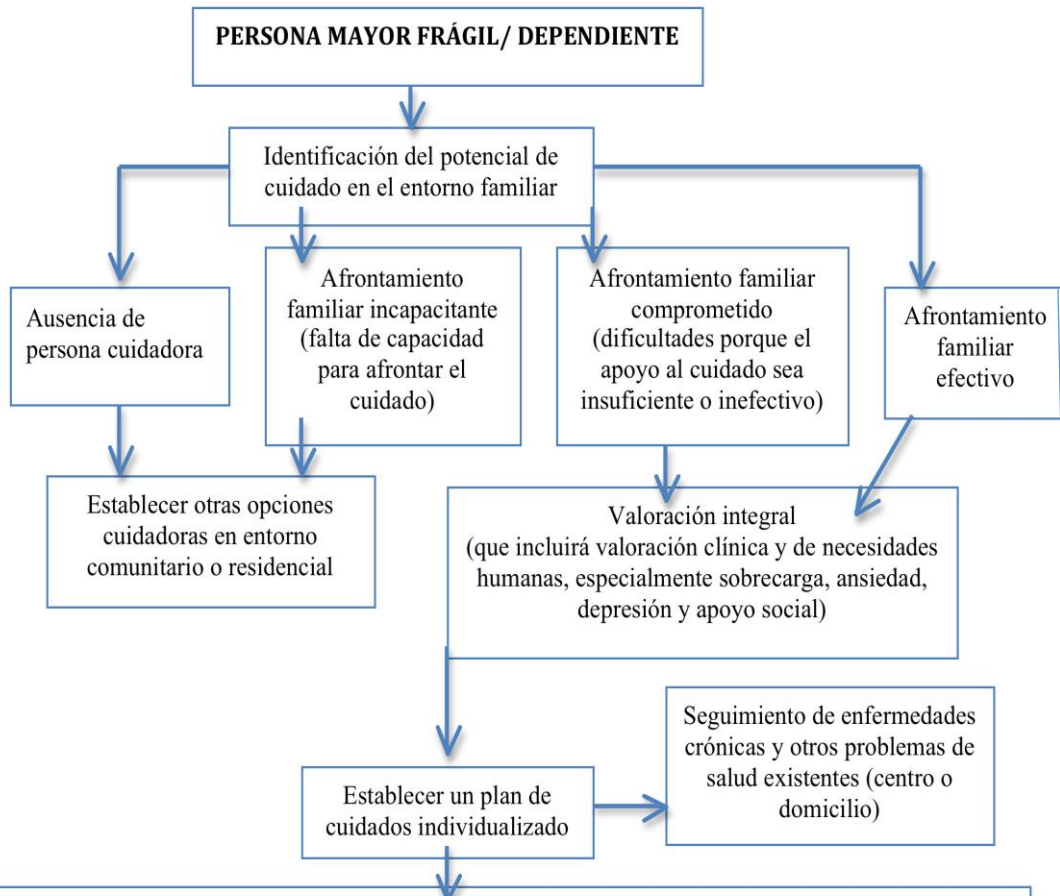 PERSONA MAYOR FRÁGIL/ DEPENDIENTE
Identificación del potencial de
cuidado en el entorno familiar
Ausencia de
persona cuidadora
Afrontamiento
familiar incapacitante
(falta de capacidad
para afrontar el
cuidado)
Afrontamiento familiar
comprometido
(dificultades porque el
apoyo al cuidado sea
insuficiente o inefectivo)
Afrontamiento
familiar
efectivo
Establecer otras opciones
cuidadoras en entorno
comunitario o residencial
Valoración integral
(que incluirá valoración clínica y de necesidades
humanas, especialmente sobrecarga, ansiedad,
depresión y apoyo social)
Seguimiento de enfermedades
crónicas y otros problemas de
salud existentes (centro o
domicilio)
Establecer un plan de
cuidados individualizado